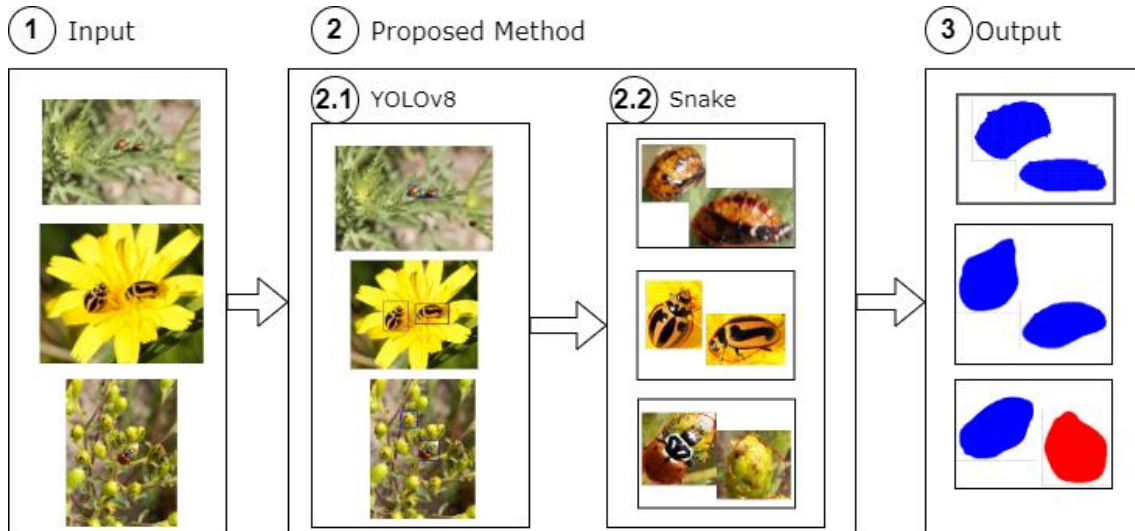 1 Input
2 Proposed Method
3 Output
2.1 YOLOv8
2.2 Snake